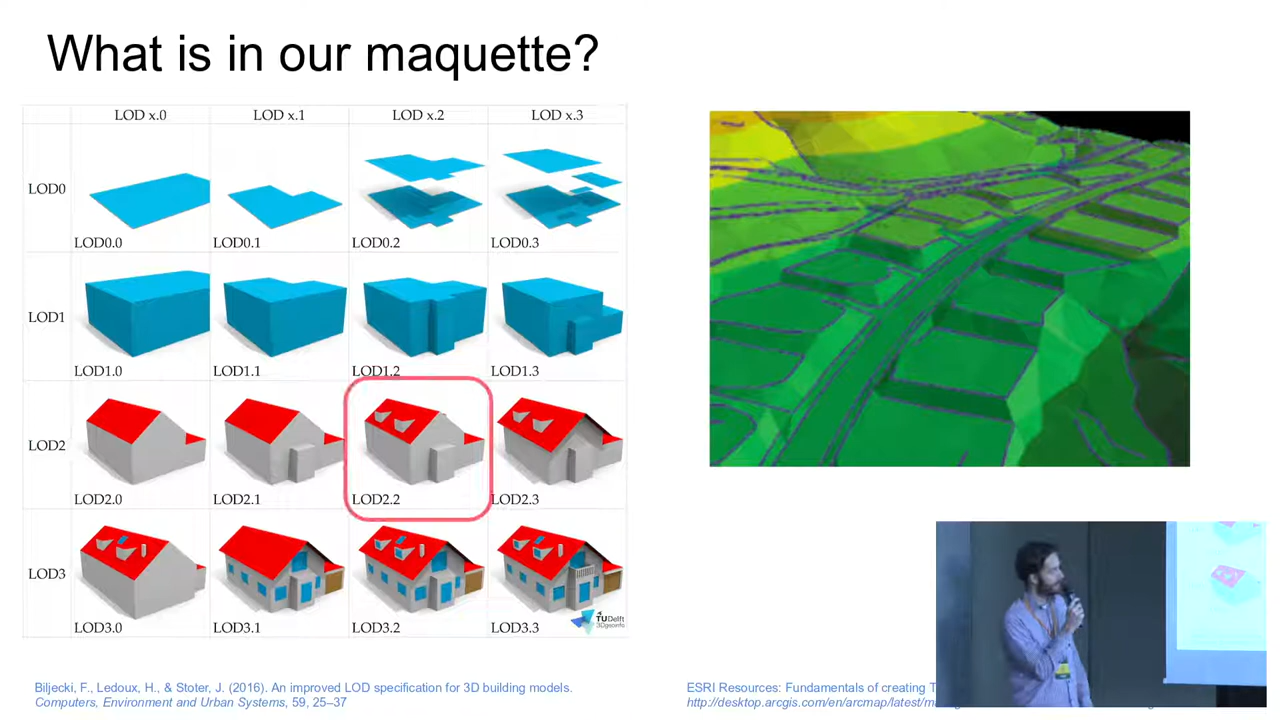 What is in our maquette?
LOD x.0 LOD x.1 LOD x.2 LOD x.3
LOD0
LOD0.0 LOD0.1 LOD0.2 LOD0.3
LOD1
LOD1.0 LOD1.1 LOD1.2 LOD1.3
LOD2
LOD2.0 LOD2.1 LOD2.2 LOD2.3
LOD3
LOD3.0 LOD3.1 LOD3.2 LOD3.3
TUDelft
3Dgeoinfo
Biljecki, F., Ledoux, H., & Stoter, J. (2016). An improved LOD specification for 3D building models.
Computers, Environment and Urban Systems, 59, 25–37
ESRI Resources: Fundamentals of creating
http://desktop.arcgis.com/en/arcmap/latest/